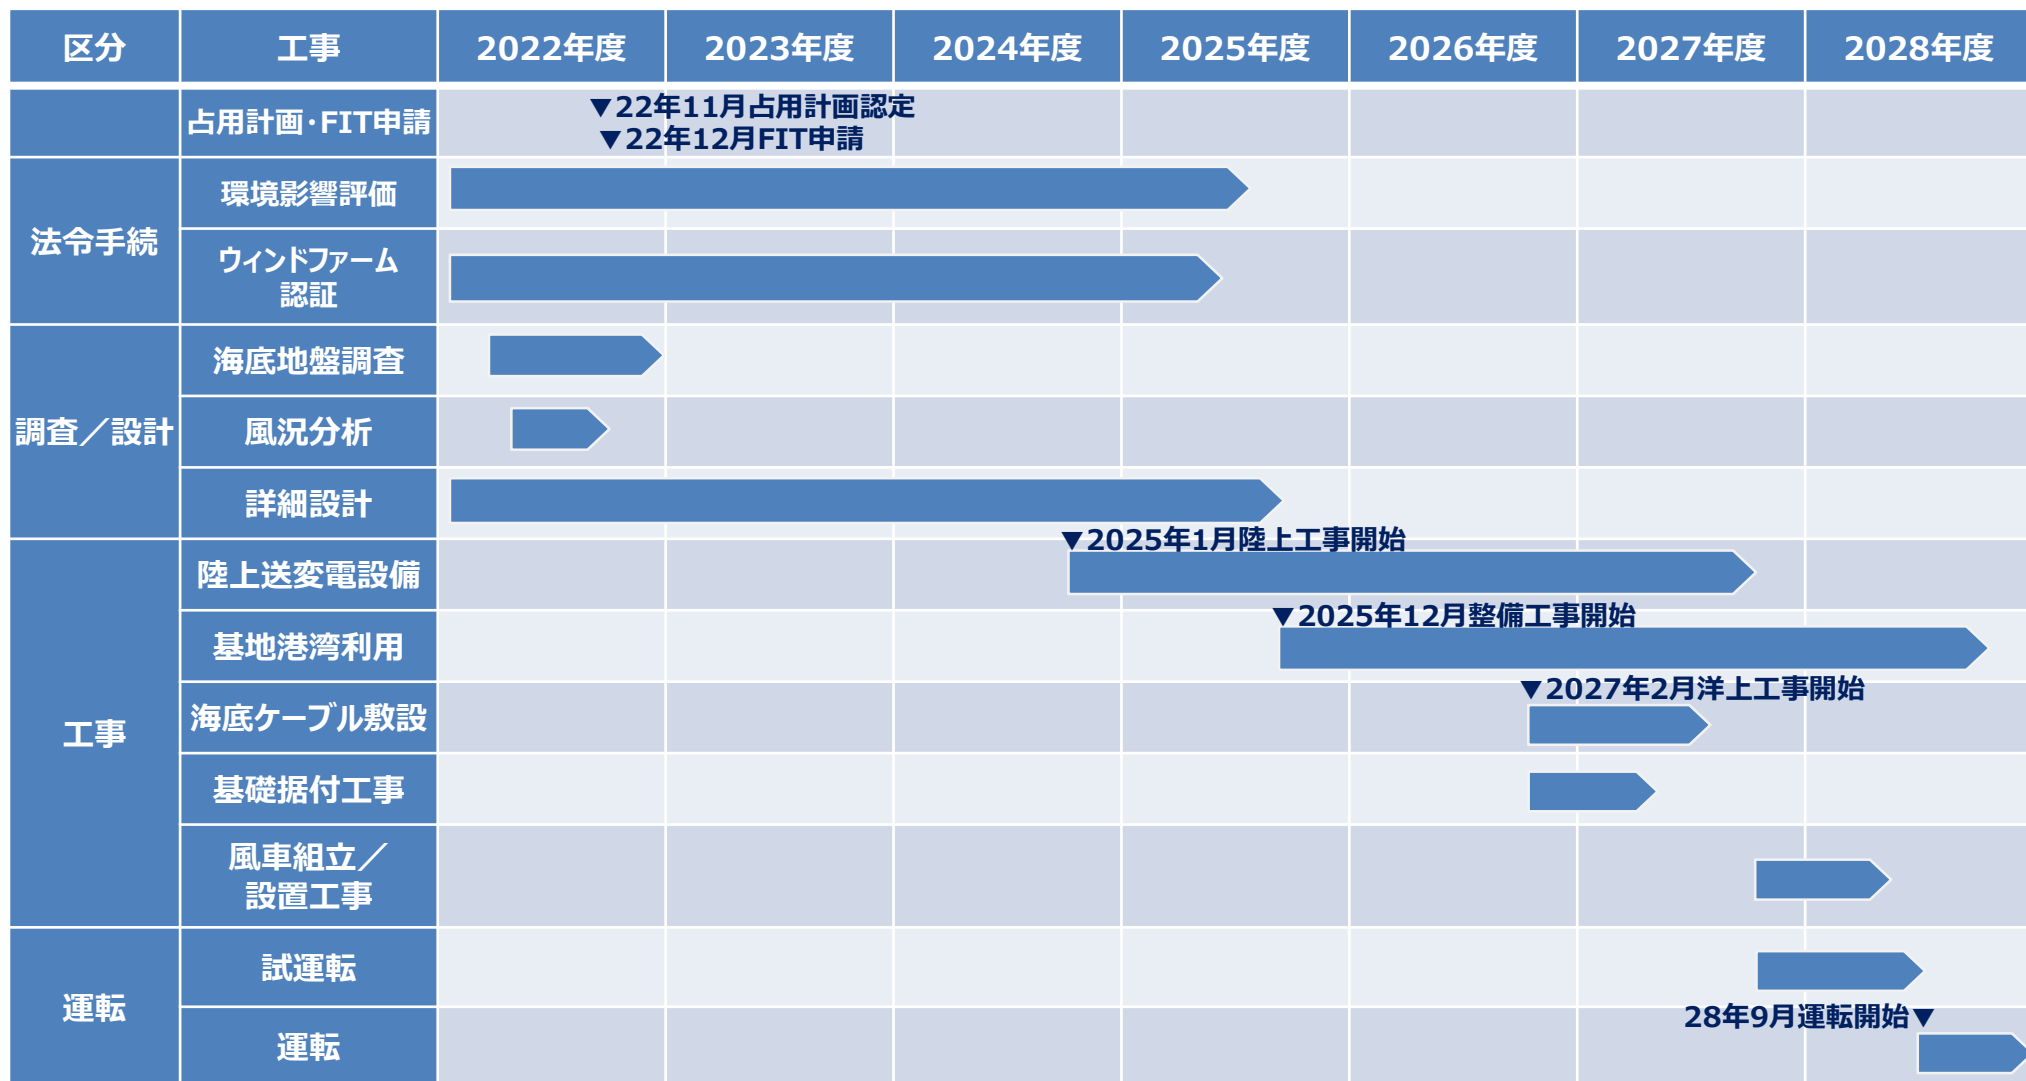 区分 工事 2022年度 2023年度 2024年度 2025年度 2026年度 2027年度 2028年度
占用計画・FIT申請
▼22年11月占用計画認定
▼22年12月FIT申請
法令手続
環境影響評価
ウィンドファーム
認証
調査／設計
海底地盤調査
風況分析
詳細設計
工事
▼2025年1月陸上工事開始
陸上送変電設備
▼2025年12月整備工事開始
基地港湾利用
▼2027年2月洋上工事開始
海底ケーブル敷設
基礎据付工事
風車組立／
設置工事
運転
試運転
28年9月運転開始▼
運転